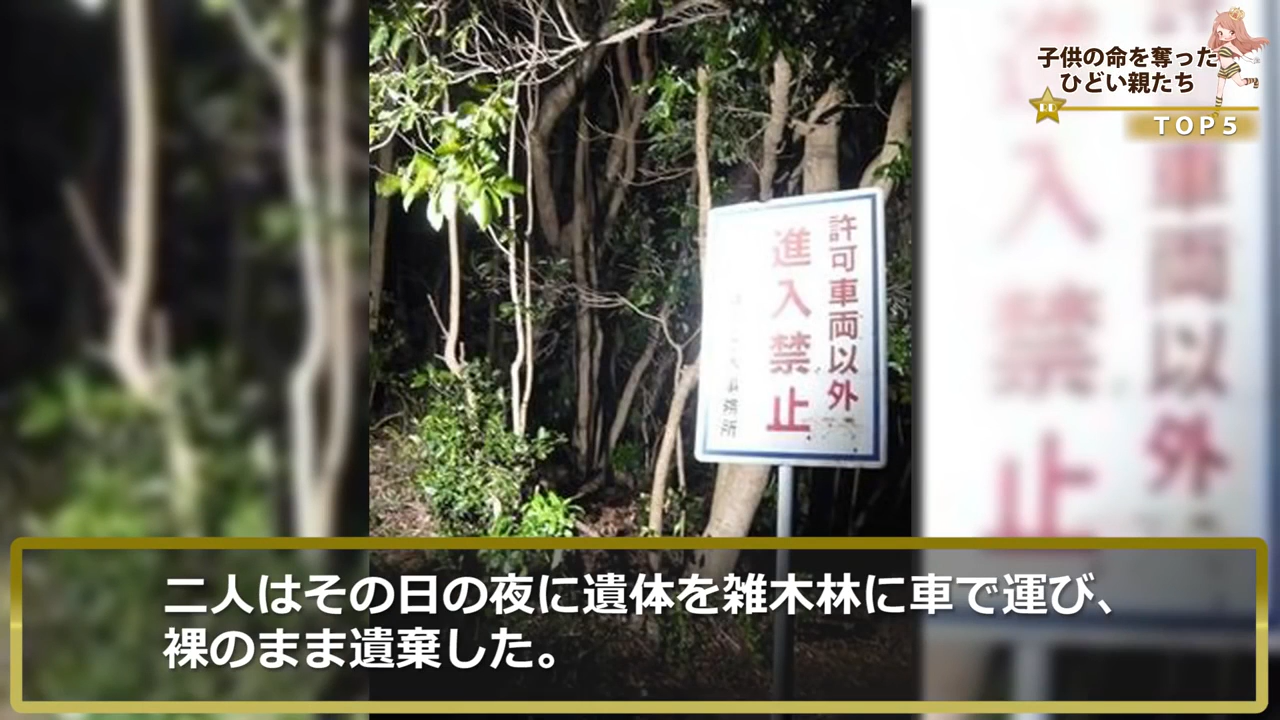 子供の命を奪った
ひどい親たち
TOP5
許可車両以外
進入禁止
務所
二人はその日の夜に遺体を雑木林に車で運び、
裸のまま遺棄した。